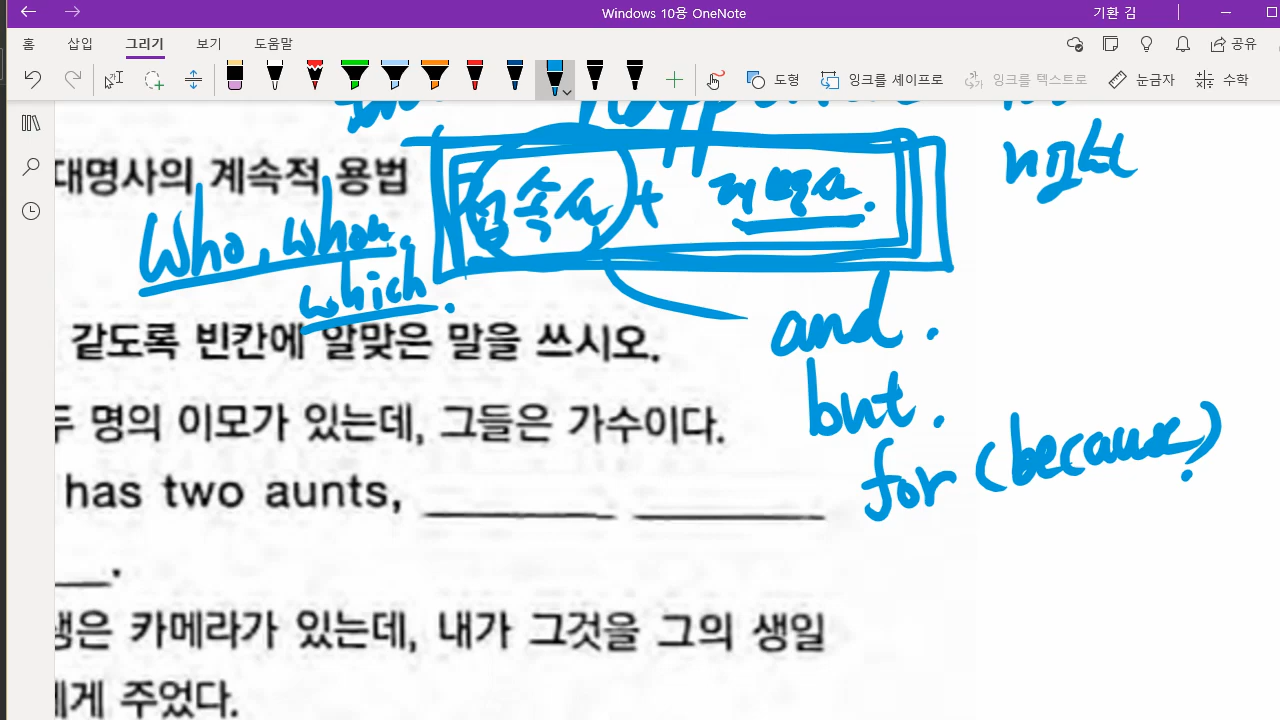 Windows 10용 OneNote
기환 김
홈 삽입 그리기 보기 도움말
공유
도형 잉크를 셰이프로 잉크를 텍스트로 눈금자 수학
night
대명사의 계속적 용법
접속사 + 대명사.
who, whom,
which.
and.
같도록 빈칸에 알맞은 말을 쓰시오.
but.
두 명의 이모가 있는데, 그들은 가수이다.
for (because)
has two aunts, ______ ______
___.
생은 카메라가 있는데, 내가 그것을 그의 생일
에게 주었다.